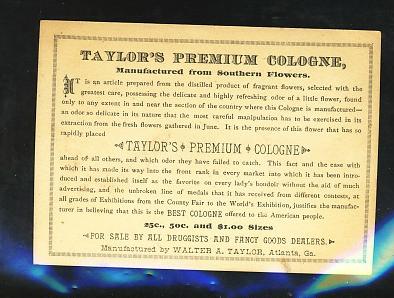 TAYLOR'S PREMIUM COLOGNE,
Manufactured from Southern Flowers.
IT is an article prepared from the distilled product of fragrant flowers, selected with the
greatest care, possessing the delicate and highly refreshing odor of a little flower, found
only to any extent in and near the section of the country where this Cologne is manufactured—
an odor so delicate in its nature that the most careful manipulation has to be exercised in its
extraction from the fresh flowers gathered in June. It is the presence of this flower that has so
rapidly placed
TAYLOR'S PREMIUM COLOGNE
ahead of all others, and which odor they have failed to catch. This fact and the ease with
which it has made its way into the front rank in every market into which it has been intro-
duced and established itself as the favorite on every lady's bondoir without the aid of much
advertising, and the unbroken line of medals that it has received from different contests, at
all grades of Exhibitions from the County Fair to the World's Exhibition, justifies the manufac-
turer in believing that this is the BEST COLOGNE offered to the American people.
25c., 50c. and $1.00 Sizes
FOR SALE BY ALL DRUGGISTS AND FANCY GOODS DEALERS.
Manufactured by WALTER A. TAYLOR, Atlanta, Ga.